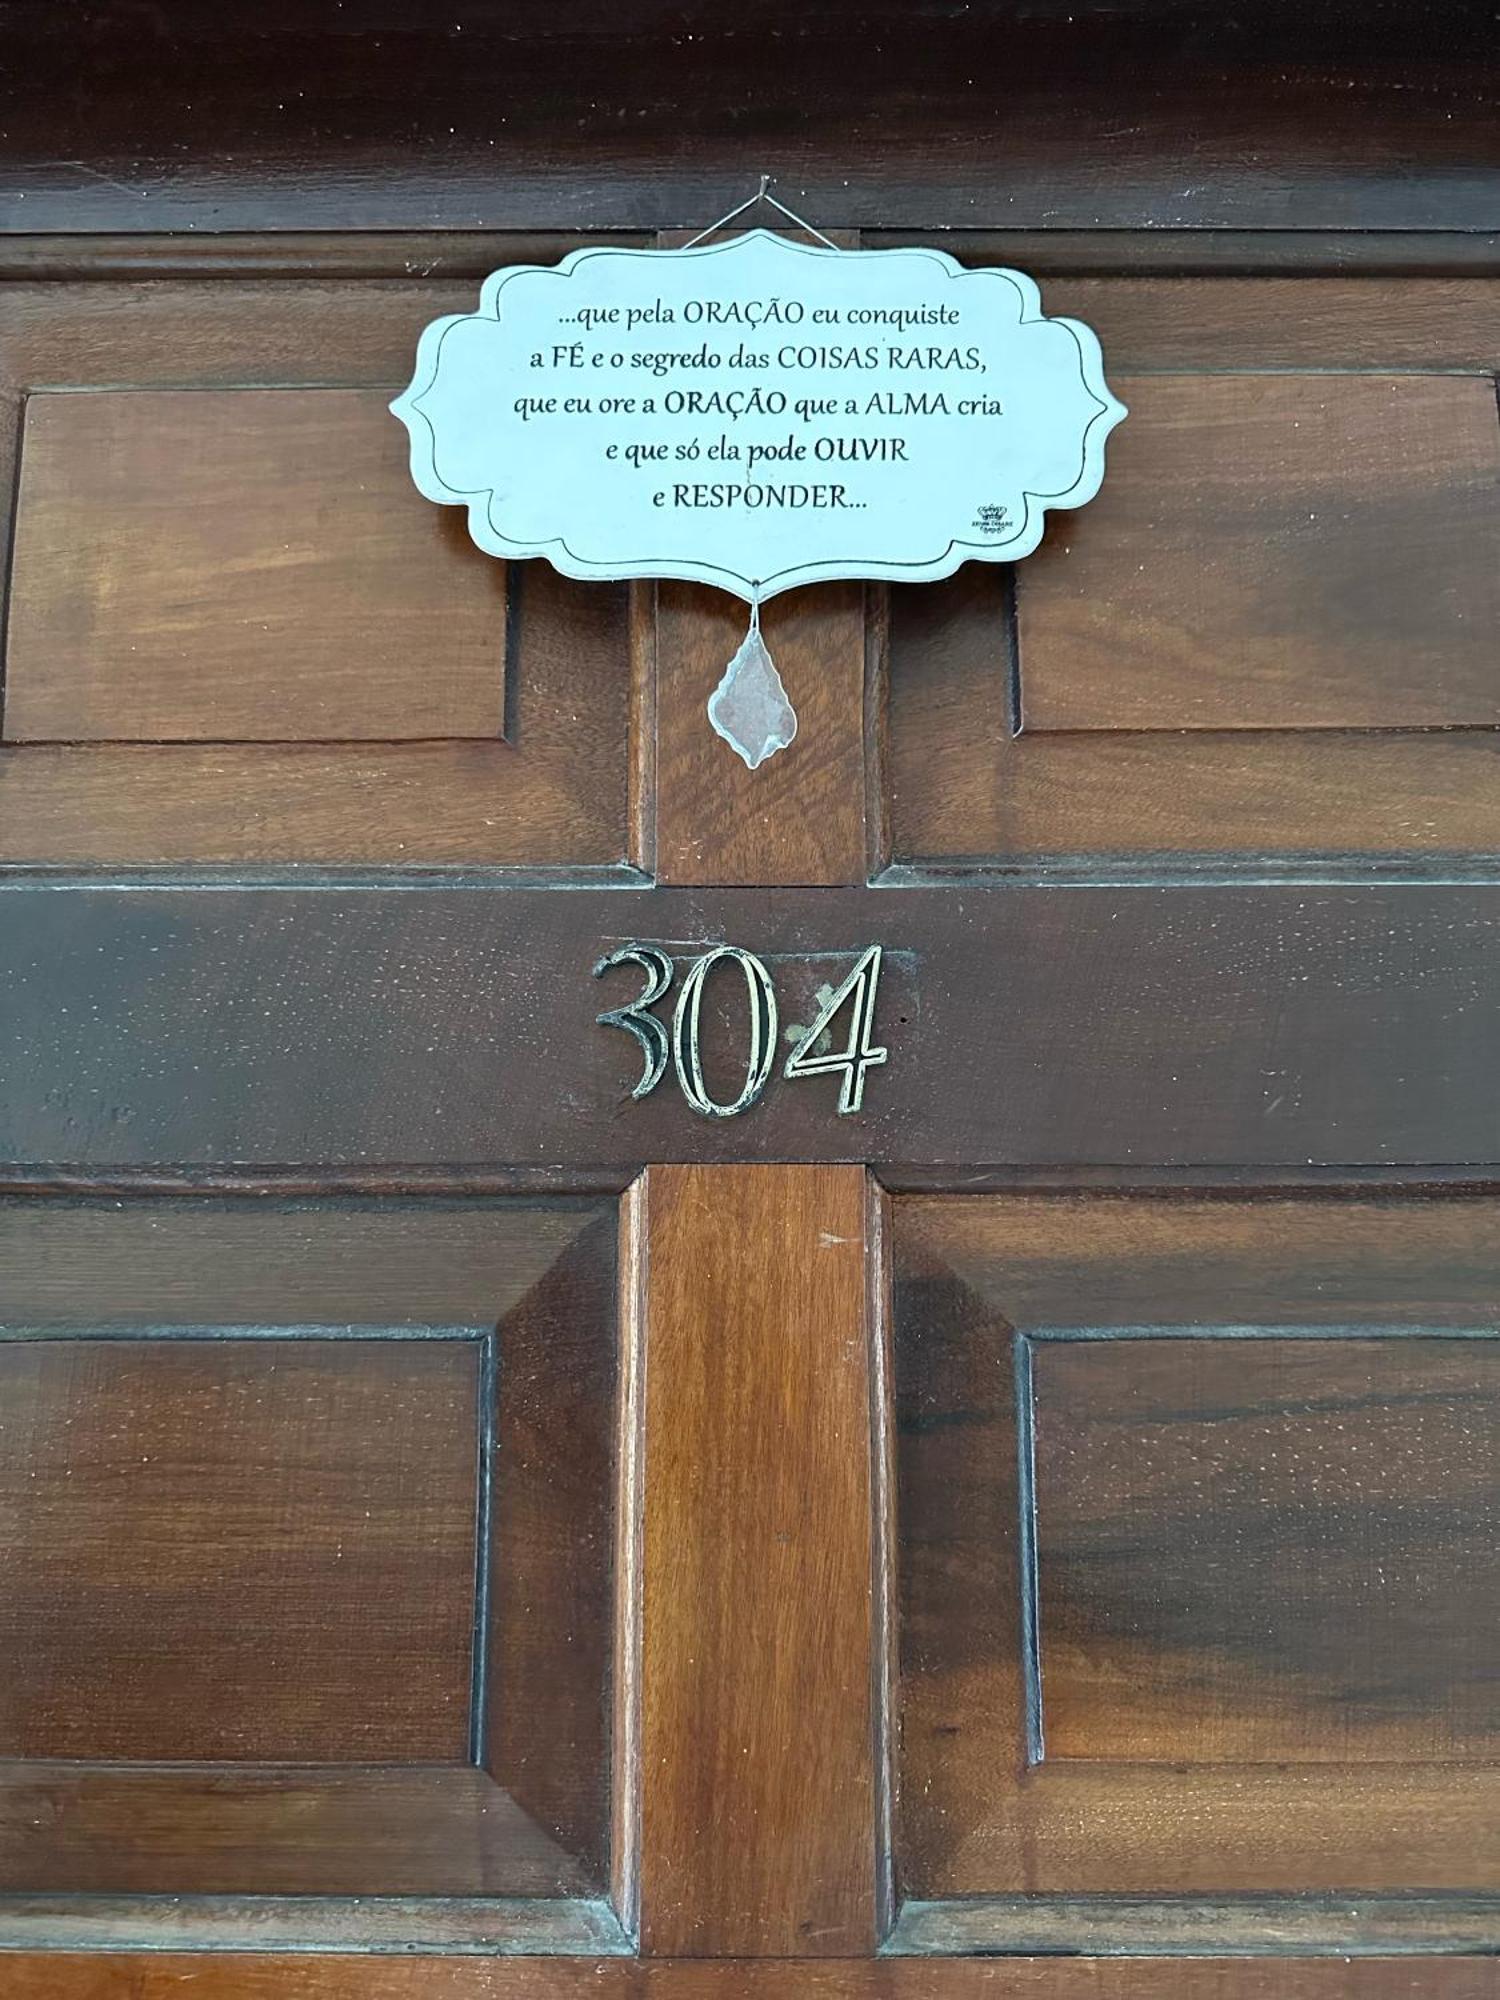 ...que pela ORAÇÃO eu conquiste
a FÉ e o segredo das COISAS RARAS,
que eu ore a ORAÇÃO que a ALMA cria
e que só ela pode OUVIR
e RESPONDER...
304